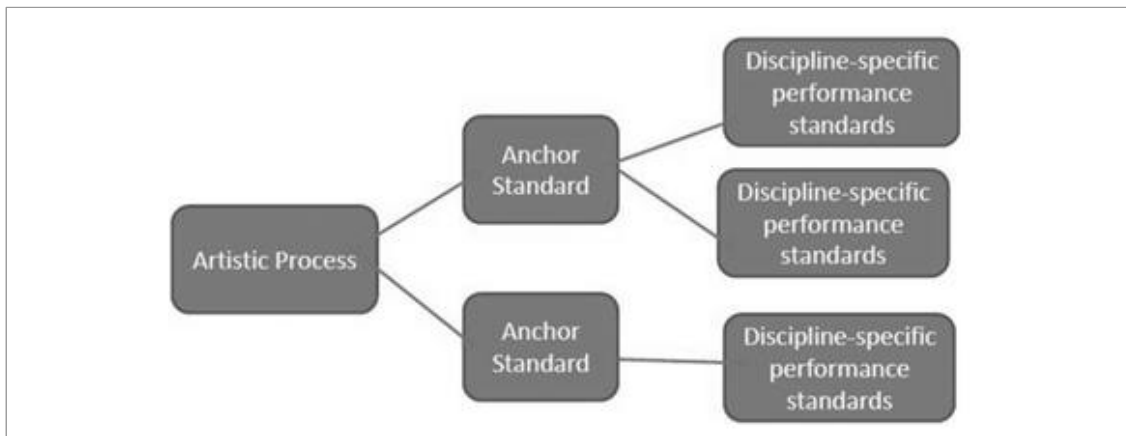 Artistic Process
Anchor
Standard
Anchor
Standard
Discipline-specific
performance
standards
Discipline-specific
performance
standards
Discipline-specific
performance
standards